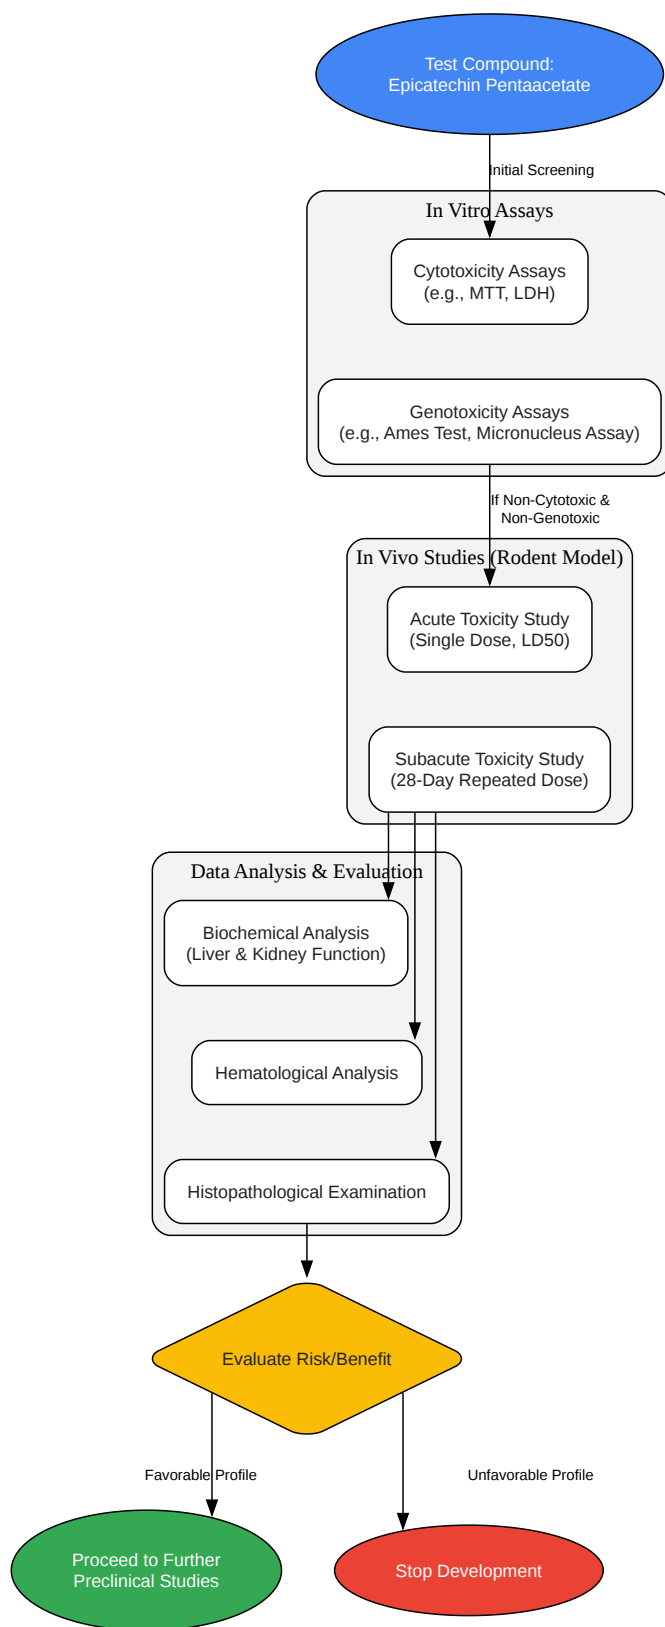 Test Compound:
Epicatechin Pentaacetate
Initial Screening
In Vitro Assays
Cytotoxicity Assays
(e.g., MTT, LDH)
Genotoxicity Assays
(e.g., Ames Test, Micronucleus Assay)
If Non-Cytotoxic &
Non-Genotoxic
In Vivo Studies (Rodent Model)
Acute Toxicity Study
(Single Dose, LD50)
Subacute Toxicity Study
(28-Day Repeated Dose)
Data Analysis & Evaluation
Biochemical Analysis
(Liver & Kidney Function)
Hematological Analysis
Histopathological Examination
Evaluate Risk/Benefit
Favorable Profile
Unfavorable Profile
Proceed to Further
Preclinical Studies
Stop Development